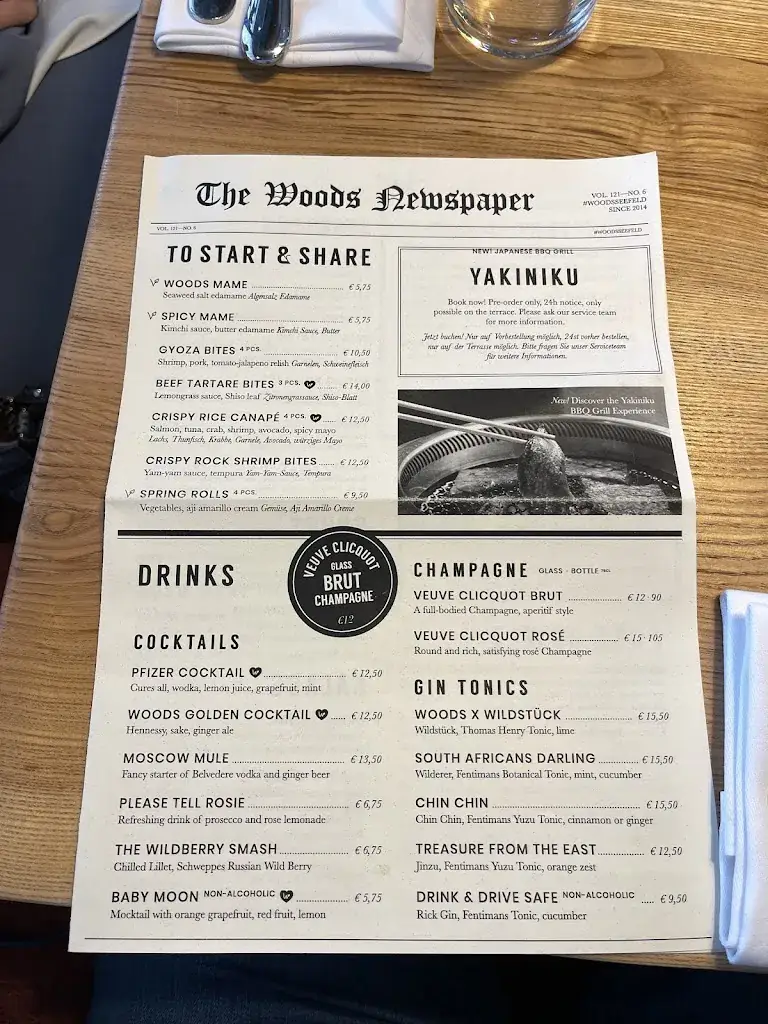 The Woods Newspaper
VOL. 121—NO. 6
#WOODSSEEFELD
SINCE 2014
VOL. 121—NO. 6
#WOODSSEEFELD
TO START & SHARE
WOODS MAME € 5,75
Seaweed salt edamame Algensalz Edamame
SPICY MAME € 5,75
Kimchi sauce, butter edamame Kimchi Sauce, Butter
GYOZA BITES 4 PCS. € 10,50
Shrimp, pork, tomato-jalapeno relish Garnelen, Schweinefleisch
BEEF TARTARE BITES 3 PCS. € 14,00
Lemongrass sauce, Shiso leaf Zitronengrassauce, Shiso-Blatt
CRISPY RICE CANAPÉ 4 PCS. € 12,50
Salmon, tuna, crab, shrimp, avocado, spicy mayo
Lachs, Thunfisch, Krabbe, Garnele, Avocado, würziges Mayo
CRISPY ROCK SHRIMP BITES € 12,50
Yam-yam sauce, tempura Yam-Yam-Sauce, Tempura
SPRING ROLLS 4 PCS. € 9,50
Vegetables, aji amarillo cream Gemüse, Aji Amarillo Creme
NEW! JAPANESE BBQ GRILL
YAKINIKU
Book now! Pre-order only, 24h notice, only
possible on the terrace. Please ask our service team
for more information.
Jetzt buchen! Nur auf Vorbestellung möglich, 24st vorher bestellen,
nur auf der Terrasse möglich. Bitte fragen Sie unser Serviceteam
für weitere Informationen.
New! Discover the Yakiniku
BBQ Grill Experience
DRINKS
VEUVE CLICQUOT
GLASS
BRUT
CHAMPAGNE
€12
COCKTAILS
PFIZER COCKTAIL € 12,50
Cures all, vodka, lemon juice, grapefruit, mint
WOODS GOLDEN COCKTAIL € 12,50
Hennessy, sake, ginger ale
MOSCOW MULE € 13,50
Fancy starter of Belvedere vodka and ginger beer
PLEASE TELL ROSIE € 6,75
Refreshing drink of prosecco and rose lemonade
THE WILDBERRY SMASH € 6,75
Chilled Lillet, Schweppes Russian Wild Berry
BABY MOON NON-ALCOHOLIC € 5,75
Mocktail with orange grapefruit, red fruit, lemon
CHAMPAGNE GLASS - BOTTLE 75CL
VEUVE CLICQUOT BRUT € 12 · 90
A full-bodied Champagne, aperitif style
VEUVE CLICQUOT ROSÉ € 15 · 105
Round and rich, satisfying rosé Champagne
GIN TONICS
WOODS X WILDSTÜCK € 15,50
Wildstück, Thomas Henry Tonic, lime
SOUTH AFRICANS DARLING € 15,50
Wilderer, Fentimans Botanical Tonic, mint, cucumber
CHIN CHIN € 15,50
Chin Chin, Fentimans Yuzu Tonic, cinnamon or ginger
TREASURE FROM THE EAST € 12,50
Jinzu, Fentimans Yuzu Tonic, orange zest
DRINK & DRIVE SAFE NON-ALCOHOLIC € 9,50
Rick Gin, Fentimans Tonic, cucumber